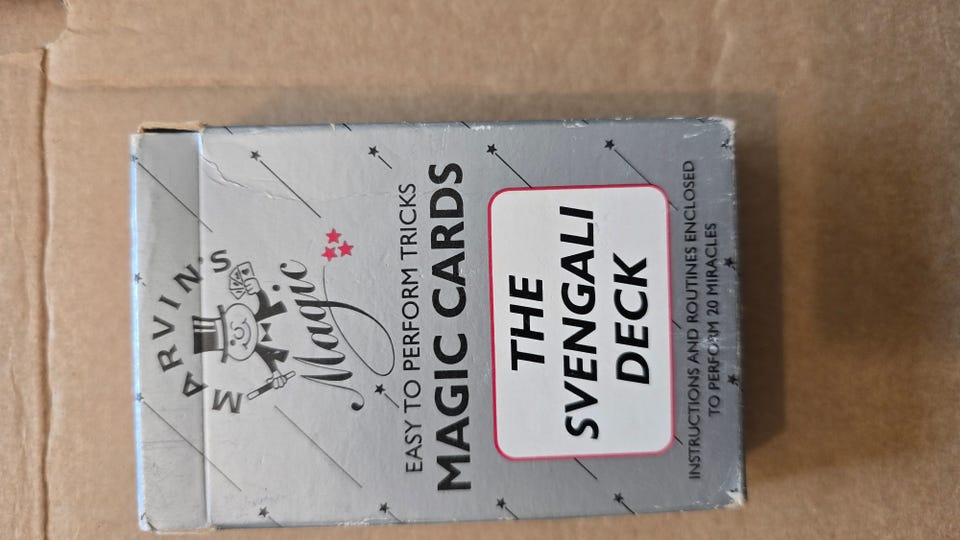 MARVIN'S
Magic
EASY TO PERFORM TRICKS
MAGIC CARDS
THE
SVENGALI
DECK
INSTRUCTIONS AND ROUTINES ENCLOSED
TO PERFORM 20 MIRACLES